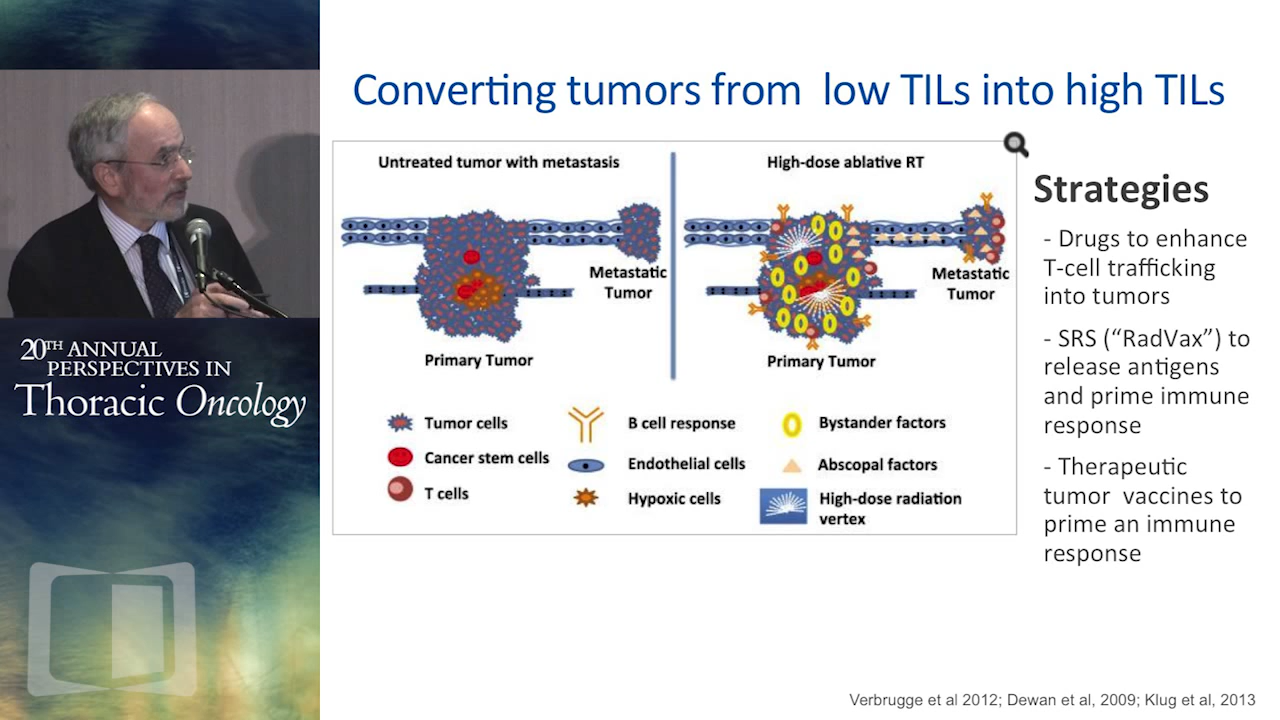 Converting tumors from low TILs into high TILs
20TH ANNUAL
PERSPECTIVES IN
Thoracic Oncology
Untreated tumor with metastasis
High-dose ablative RT
Metastatic
Tumor
Primary Tumor
Metastatic
Tumor
Primary Tumor
Tumor cells
Cancer stem cells
T cells
B cell response
Endothelial cells
Hypoxic cells
Bystander factors
Abscopal factors
High-dose radiation
vertex
Strategies
- Drugs to enhance
T-cell trafficking
into tumors
- SRS (“RadVax”) to
release antigens
and prime immune
response
- Therapeutic
tumor vaccines to
prime an immune
response
Verbrugge et al 2012; Dewan et al, 2009; Klug et al, 2013